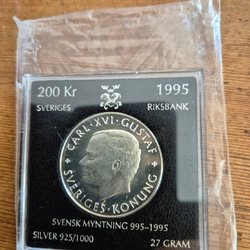 200 Kr 1995
SVERIGES RIKSBANK
CARL·XVI·GUSTAF
SVERIGES·KONUNG
SVENSK MYNTNING 995-1995
SILVER 925/1000 27 GRAM